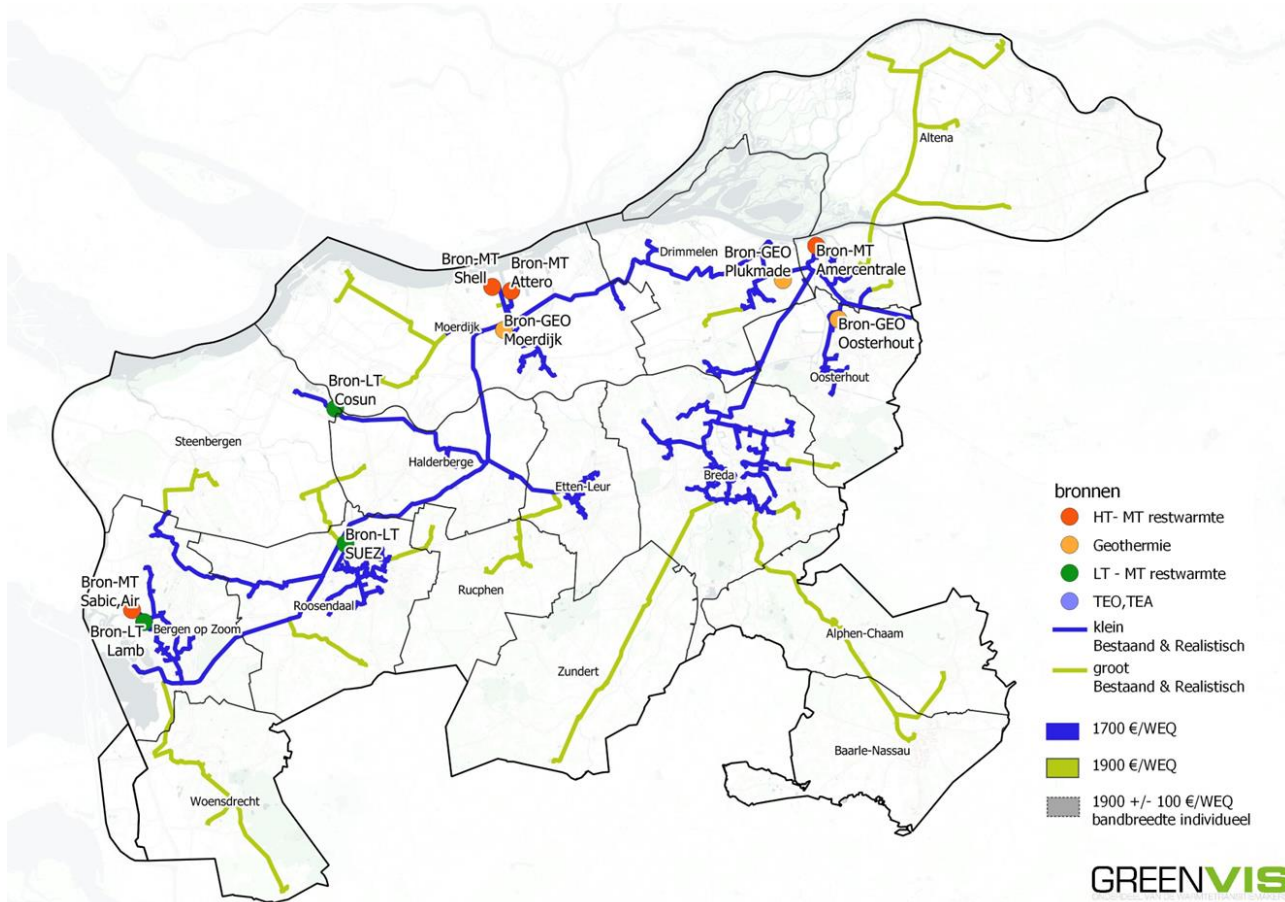 Altena
Drimmelen
Bron-GEO
Plukmade
Bron-MT
Amercentrale
Bron-MT
Shell
Bron-MT
Attero
Moerdijk
Bron-GEO
Moerdijk
Bron-GEO
Oosterhout
Oosterhout
Bron-LT
Cosun
Steenbergen
Halderberge
Etten-Leur
Breda
Bron-LT
SUEZ
Rucphen
Roosendaal
Bron-MT
Sabic,Air
Bergen op Zoom
Bron-LT
Lamb
Zundert
Alphen-Chaam
Baarle-Nassau
Woensdrecht
bronnen
HT- MT restwarmte
Geothermie
LT - MT restwarmte
TEO,TEA
klein
Bestaand & Realistisch
groot
Bestaand & Realistisch
1700 €/WEQ
1900 €/WEQ
1900 +/- 100 €/WEQ
bandbreedte individueel
GREENVIS
ONDERDEEL VAN DE WARMTETRANSITIEMAKERS